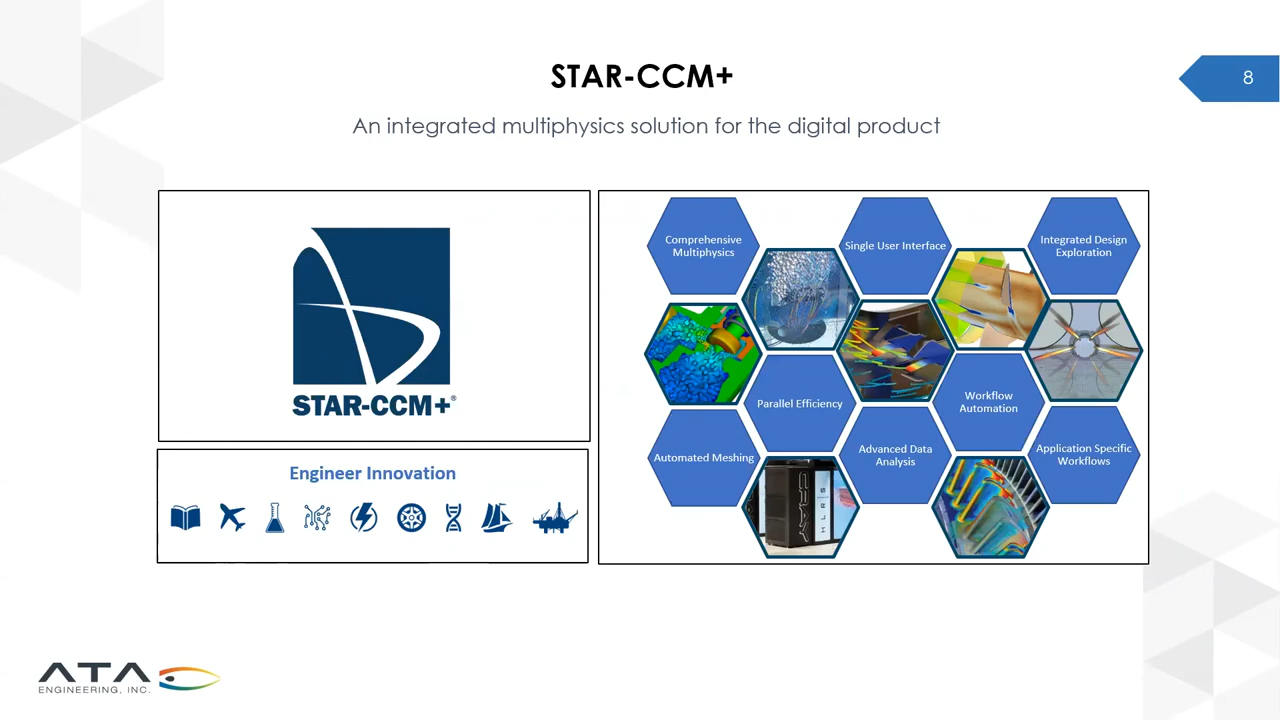 STAR-CCM+
8
An integrated multiphysics solution for the digital product
STAR-CCM+®
Engineer Innovation
Comprehensive
Multiphysics
Single User Interface
Integrated Design
Exploration
Parallel Efficiency
Workflow
Automation
Automated Meshing
Advanced Data
Analysis
Application Specific
Workflows
CRAY
HLRS
ATA
ENGINEERING, INC.